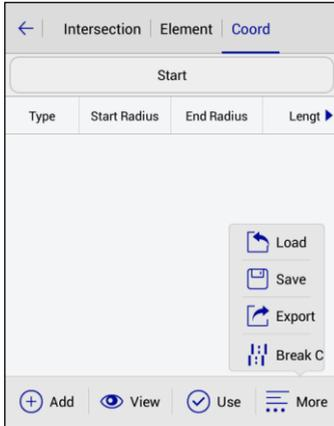 Intersection Element Coord
Start
Type Start Radius End Radius Lengt
Load
Save
Export
Break C
Add View Use More